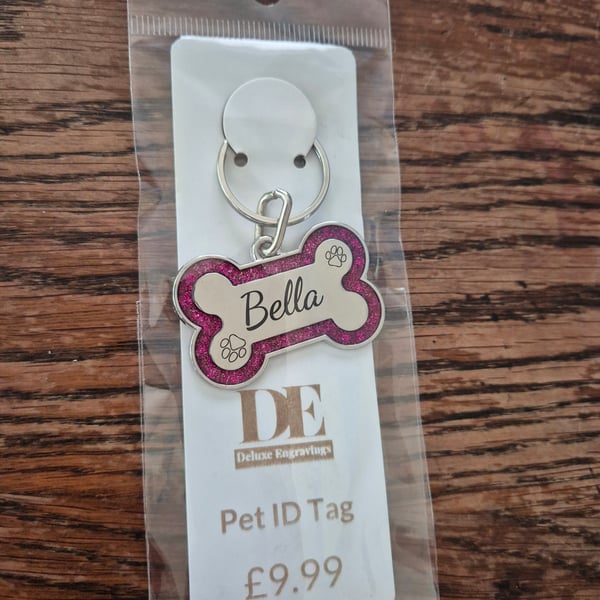 Bella
DE
Deluxe Engravings
Pet ID Tag
£9.99